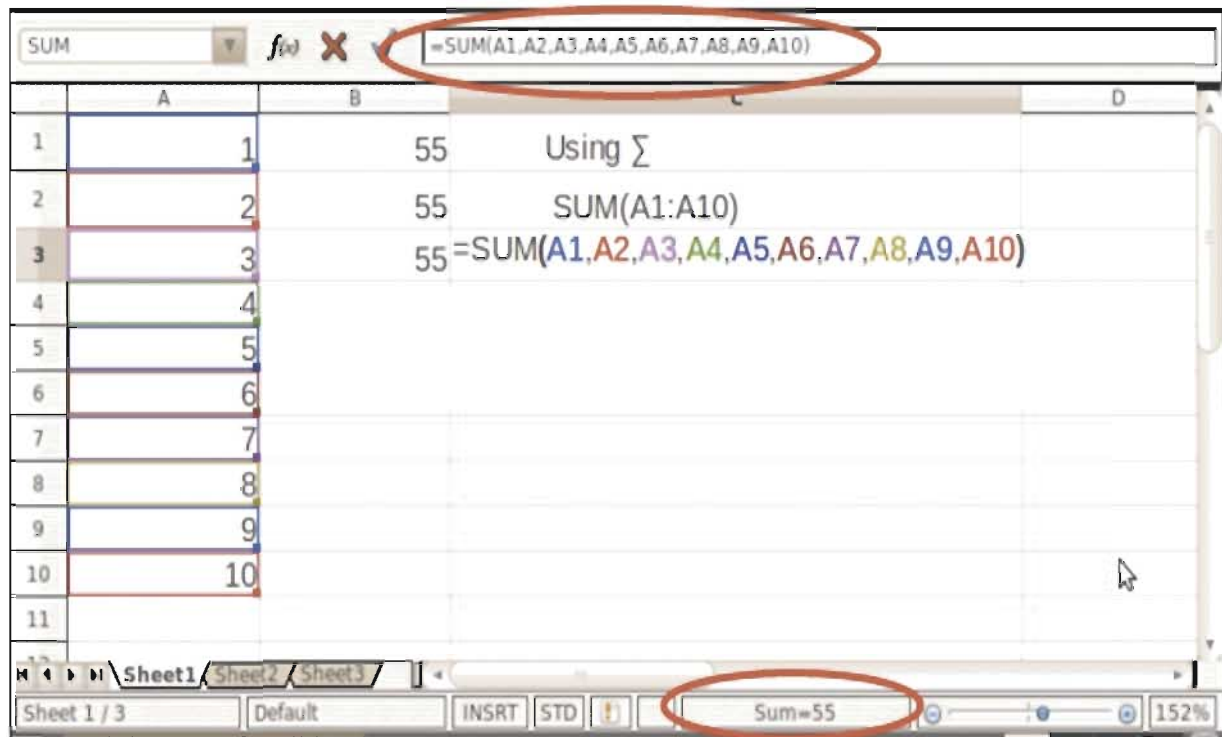 SUM f(x) =SUM(A1,A2,A3,A4,A5,A6,A7,A8,A9,A10)
A B C D
1 1 55 Using ∑
2 2 55 SUM(A1:A10)
3 3 55 =SUM(A1,A2,A3,A4,A5,A6,A7,A8,A9,A10)
4 4
5 5
6 6
7 7
8 8
9 9
10 10
11
Sheet1 Sheet2 Sheet3
Sheet 1 / 3 Default INSRT STD Sum=55 152%